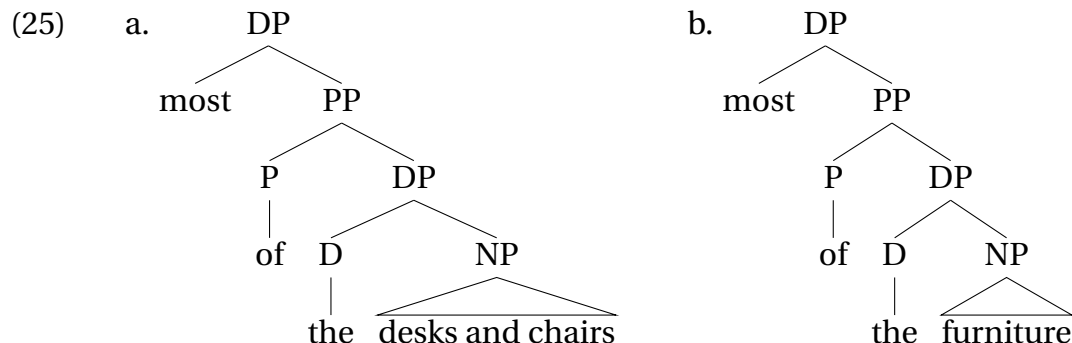 (25) a. DP b. DP
most PP most PP
P DP P DP
of D NP of D NP
the desks and chairs the furniture